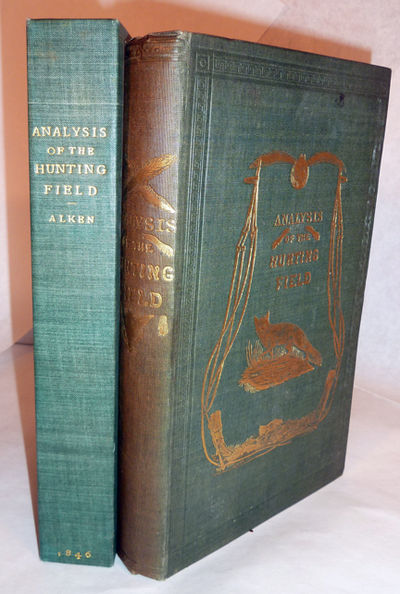 ANALYSIS
OF THE
HUNTING
FIELD
ALKEN
1846
ANALYSIS
OF THE
HUNTING
FIELD
ANALYSIS
OF THE
HUNTING
FIELD